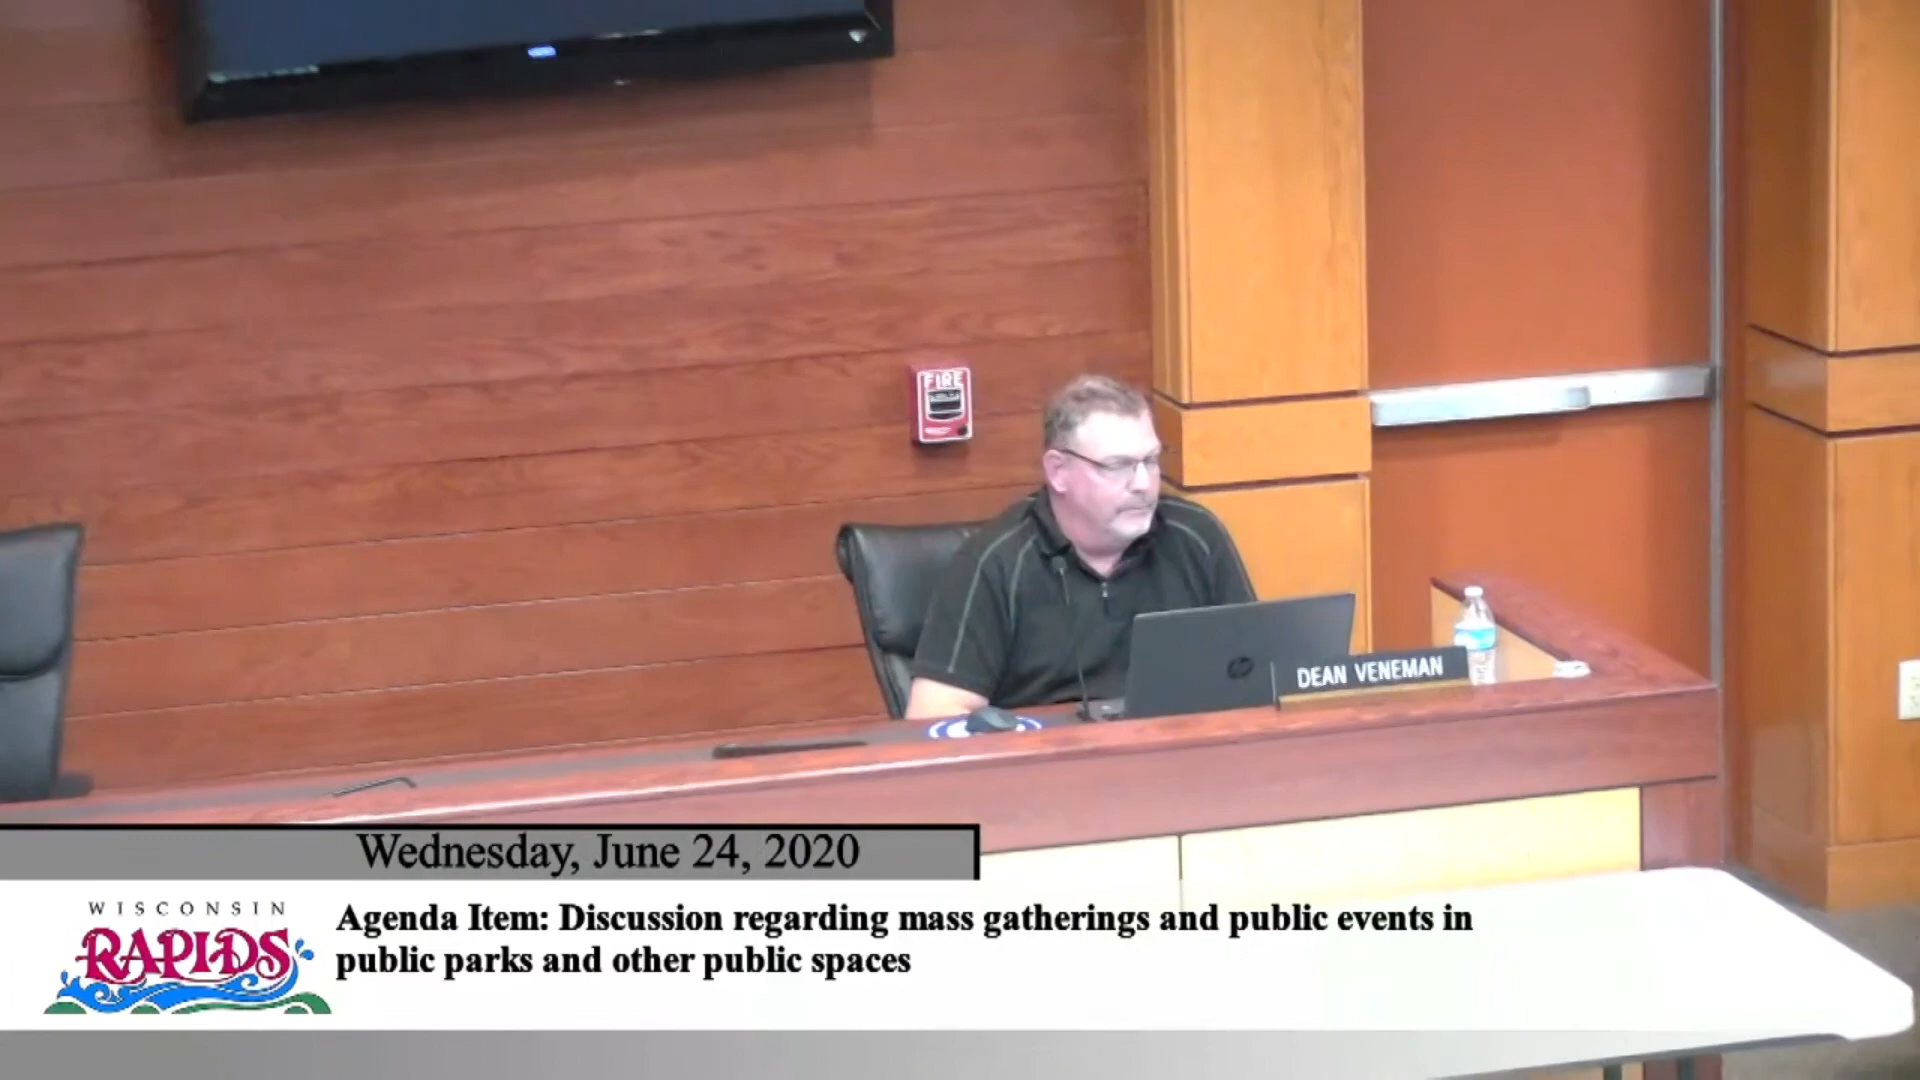 FIRE
hp
DEAN VENEMAN
Wednesday, June 24, 2020
WISCONSIN
RAPIDS
Agenda Item: Discussion regarding mass gatherings and public events in
public parks and other public spaces